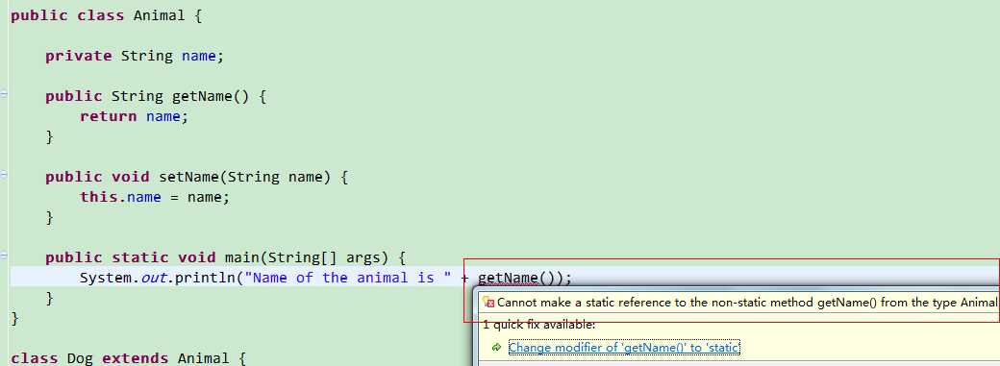 public class Animal {
private String name;
public String getName() {
return name;
}
public void setName(String name) {
this.name = name;
}
public static void main(String[] args) {
System.out.println("Name of the animal is " + getName());
}
}
class Dog extends Animal {
Cannot make a static reference to the non-static method getName() from the type Animal
1 quick fix available:
Change modifier of 'getName()' to 'static'